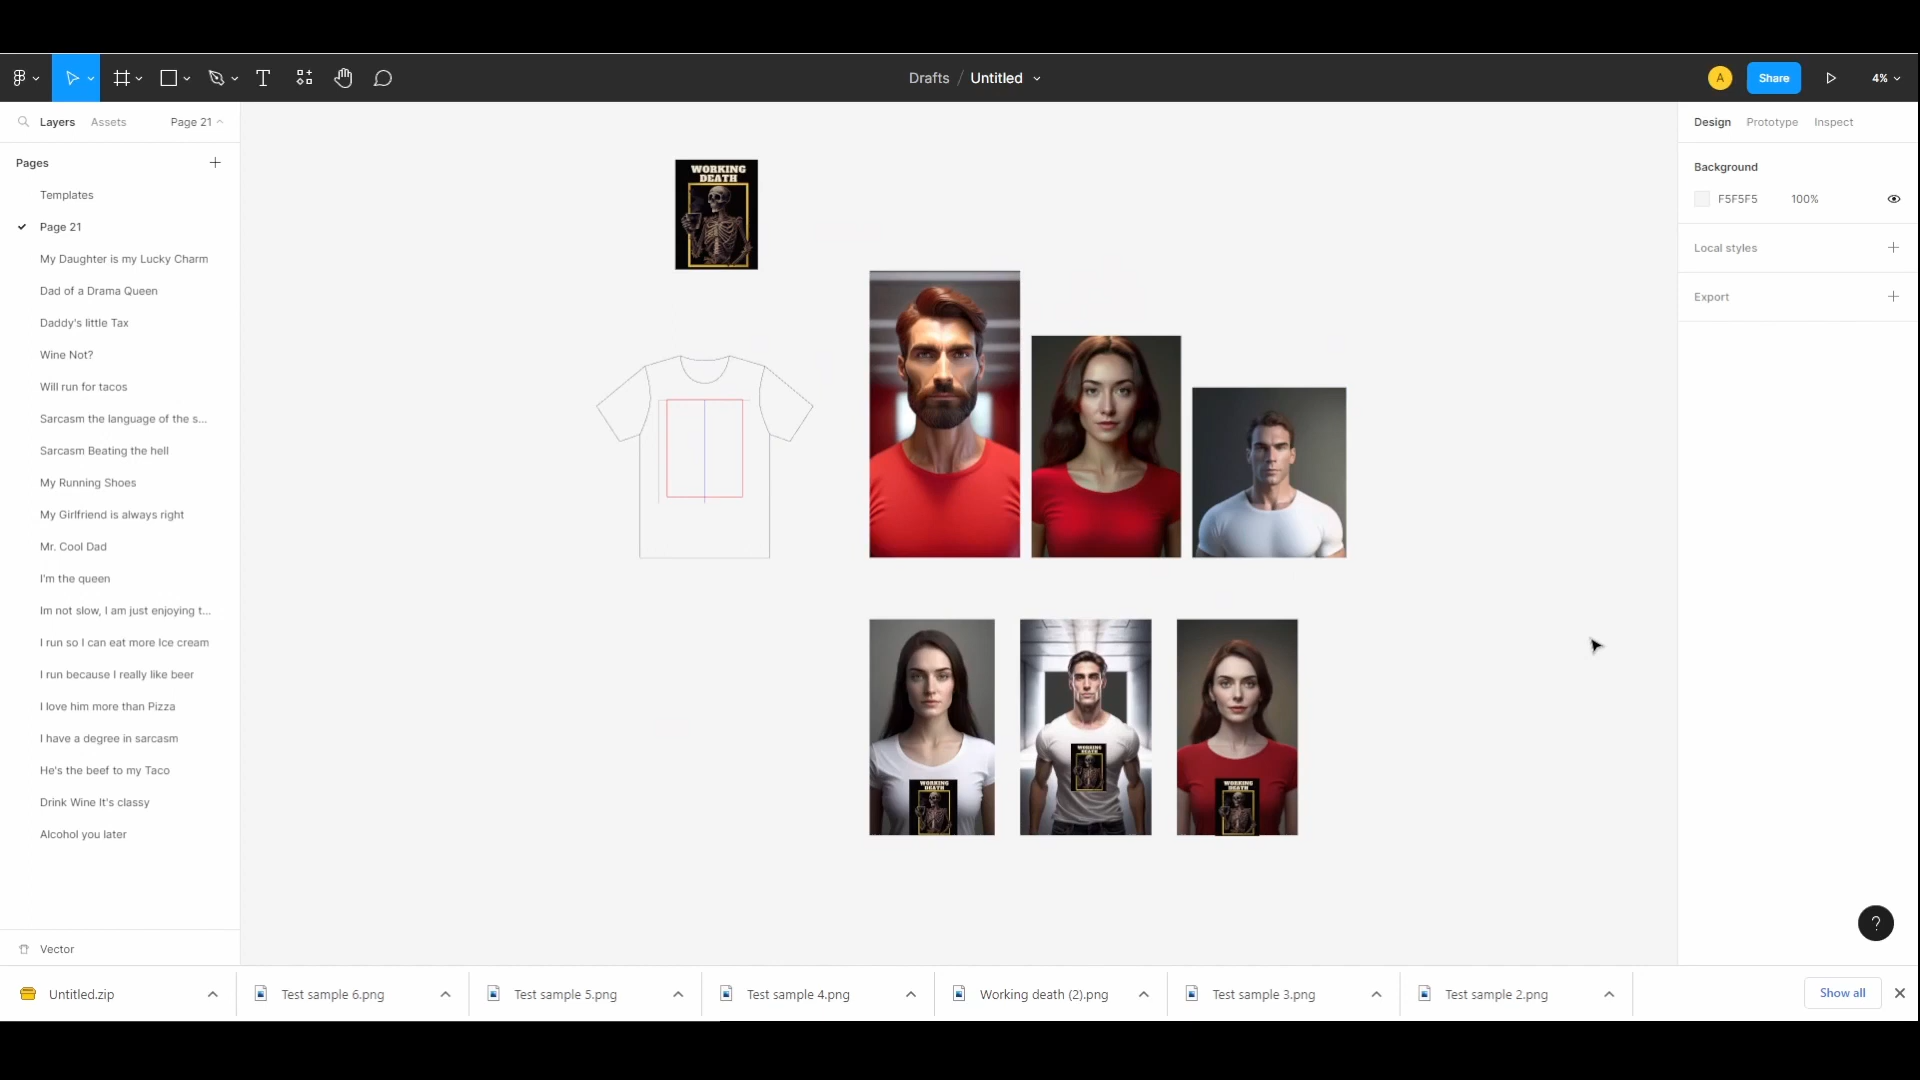 Drafts / Untitled
A
Share
4%
Layers
Assets
Page 21
Pages
Templates
Page 21
My Daughter is my Lucky Charm
Dad of a Drama Queen
Daddy's little Tax
Wine Not?
Will run for tacos
Sarcasm the language of the s...
Sarcasm Beating the hell
My Running Shoes
My Girlfriend is always right
Mr. Cool Dad
I'm the queen
Im not slow, I am just enjoying t...
I run so I can eat more Ice cream
I run because I really like beer
I love him more than Pizza
I have a degree in sarcasm
He's the beef to my Taco
Drink Wine It's classy
Alcohol you later
Vector
WORKING
DEATH
WORKING
DEATH
WORKING
DEATH
WORKING
DEATH
Design
Prototype
Inspect
Background
F5F5F5
100%
Local styles
Export
?
Untitled.zip
Test sample 6.png
Test sample 5.png
Test sample 4.png
Working death (2).png
Test sample 3.png
Test sample 2.png
Show all